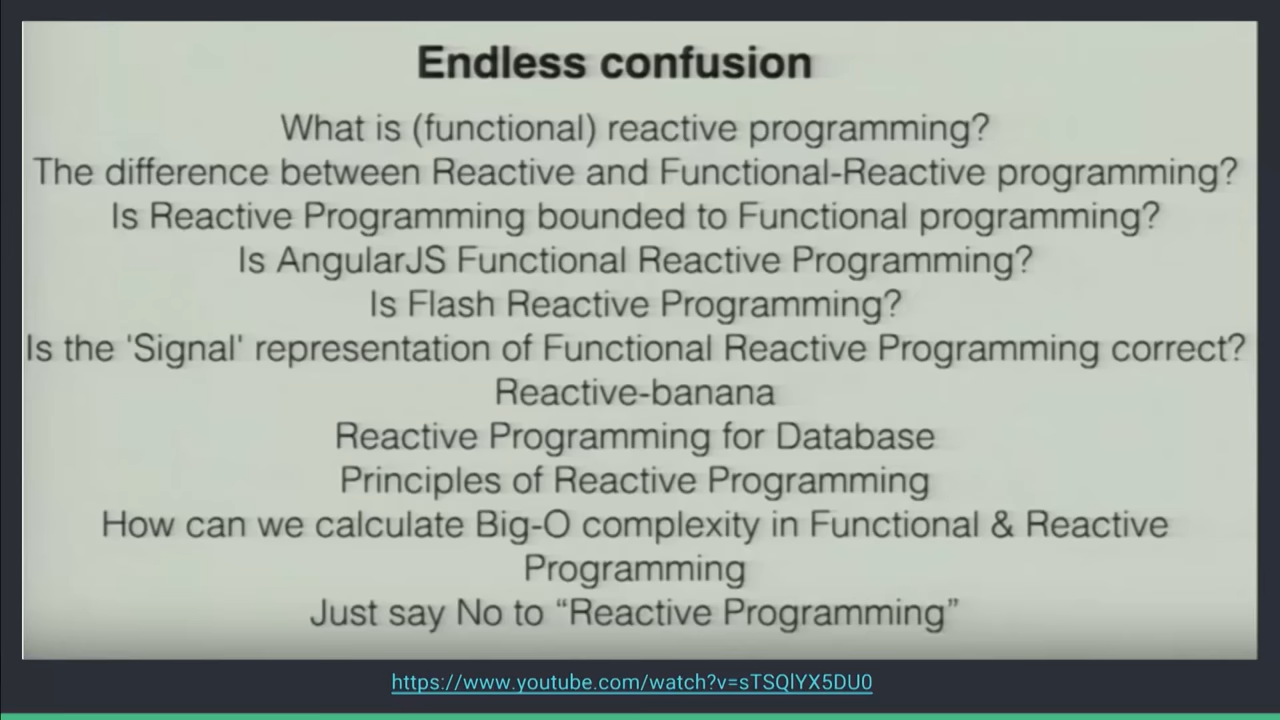 Endless confusion
What is (functional) reactive programming?
The difference between Reactive and Functional-Reactive programming?
Is Reactive Programming bounded to Functional programming?
Is AngularJS Functional Reactive Programming?
Is Flash Reactive Programming?
Is the 'Signal' representation of Functional Reactive Programming correct?
Reactive-banana
Reactive Programming for Database
Principles of Reactive Programming
How can we calculate Big-O complexity in Functional & Reactive
Programming
Just say No to “Reactive Programming”
https://www.youtube.com/watch?v=sTSQlYX5DU0